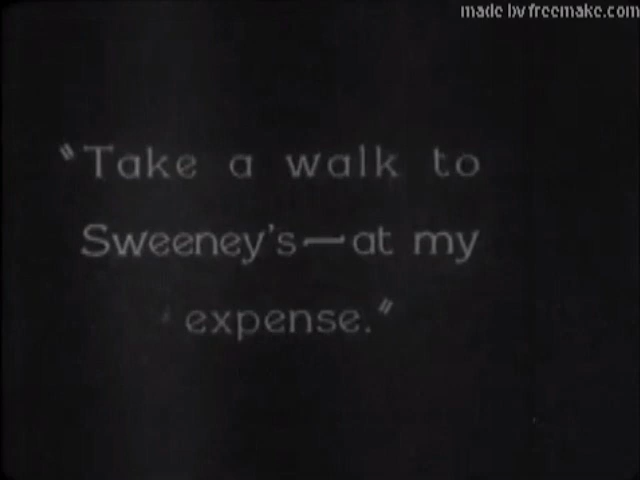 made by freemake.com
"Take a walk to
Sweeney's—at my
expense."